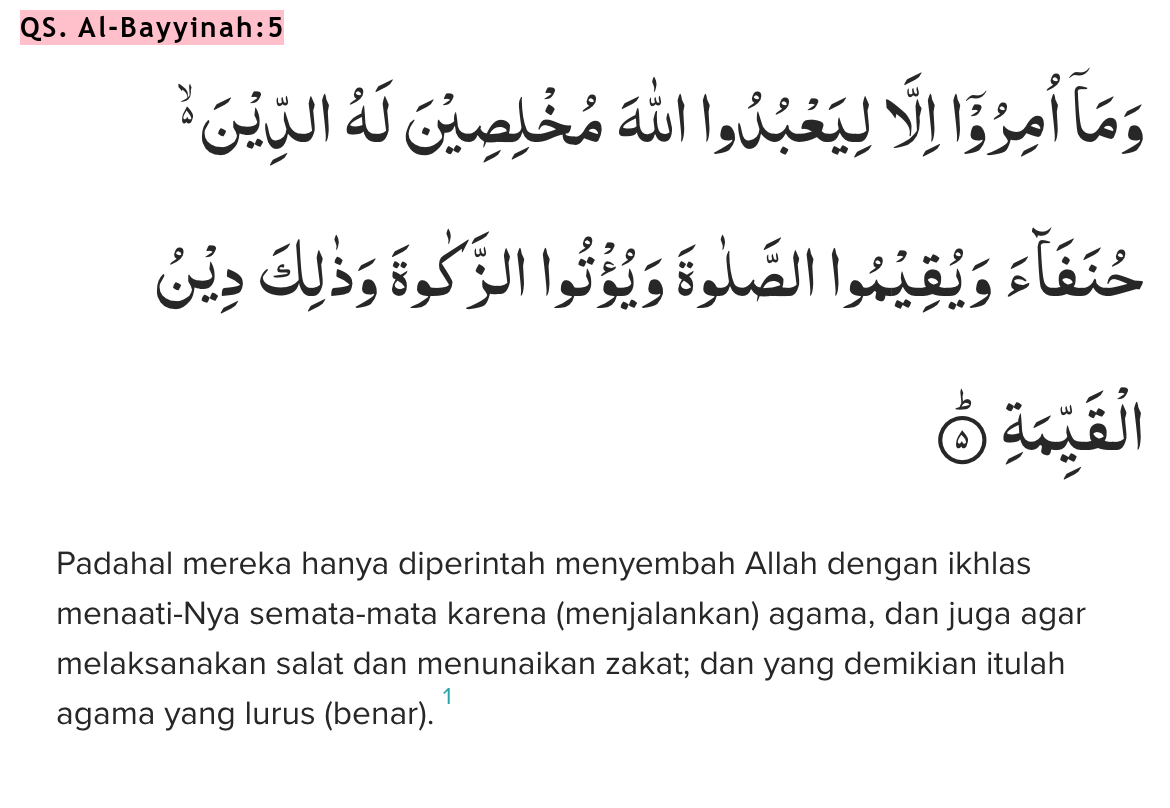 QS. Al-Bayyinah:5
وَمَآ اُمِرُوْٓا اِلَّا لِيَعْبُدُوا اللّٰهَ مُخْلِصِيْنَ لَهُ الدِّيْنَ ەۙ
حُنَفَاۤءَ وَيُقِيْمُوا الصَّلٰوةَ وَيُؤْتُوا الزَّكٰوةَ وَذٰلِكَ دِيْنُ
الْقَيِّمَةِۗ ۵
Padahal mereka hanya diperintah menyembah Allah dengan ikhlas
menaati-Nya semata-mata karena (menjalankan) agama, dan juga agar
melaksanakan salat dan menunaikan zakat; dan yang demikian itulah
agama yang lurus (benar). 1